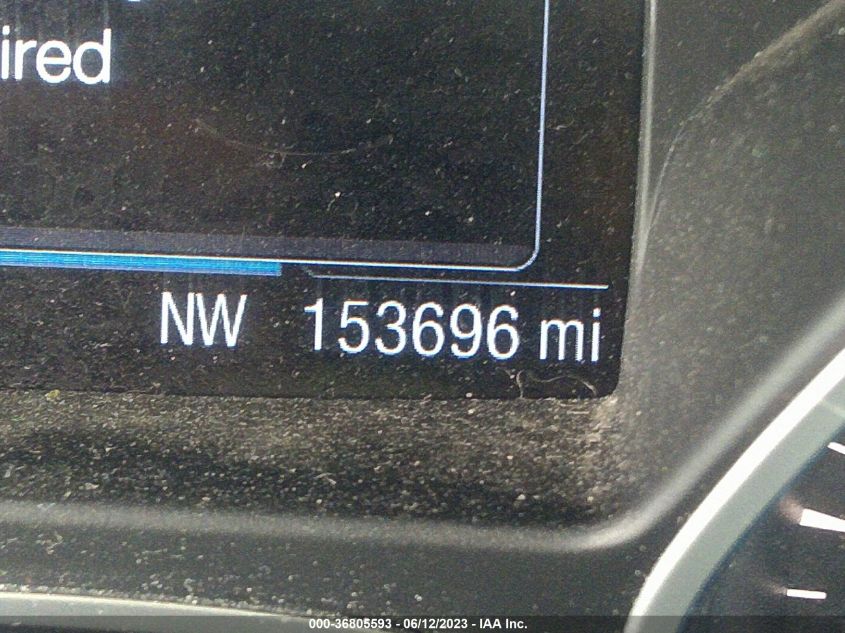 ired
NW 153696 mi
000-36805593 - 06/12/2023 - IAA Inc.